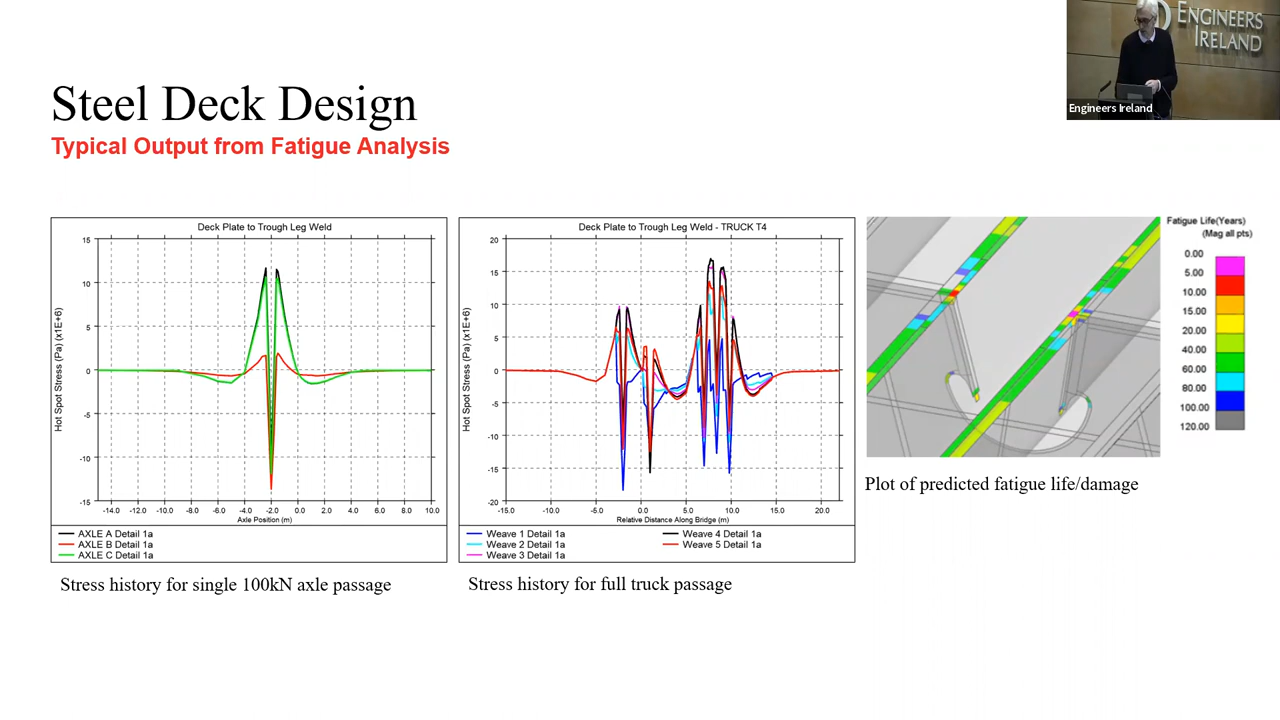 ENGINEERS
IRELAND
Engineers Ireland
Steel Deck Design
Typical Output from Fatigue Analysis
Deck Plate to Trough Leg Weld
Hot Spot Stress (Pa) (x1E+6)
15
10
5
0
-5
-10
-15
-14.0 -12.0 -10.0 -8.0 -6.0 -4.0 -2.0 0.0 2.0 4.0 6.0 8.0 10.0
Axle Position (m)
AXLE A Detail 1a
AXLE B Detail 1a
AXLE C Detail 1a
Stress history for single 100kN axle passage
Deck Plate to Trough Leg Weld - TRUCK T4
Hot Spot Stress (Pa) (x1E+6)
20
15
10
5
0
-5
-10
-15
-20
-15.0 -10.0 -5.0 0.0 5.0 10.0 15.0 20.0
Relative Distance Along Bridge (m)
Weave 1 Detail 1a
Weave 2 Detail 1a
Weave 3 Detail 1a
Weave 4 Detail 1a
Weave 5 Detail 1a
Stress history for full truck passage
Fatigue Life(Years)
(Mag all pts)
0.00
5.00
10.00
15.00
20.00
40.00
60.00
80.00
100.00
120.00
Plot of predicted fatigue life/damage